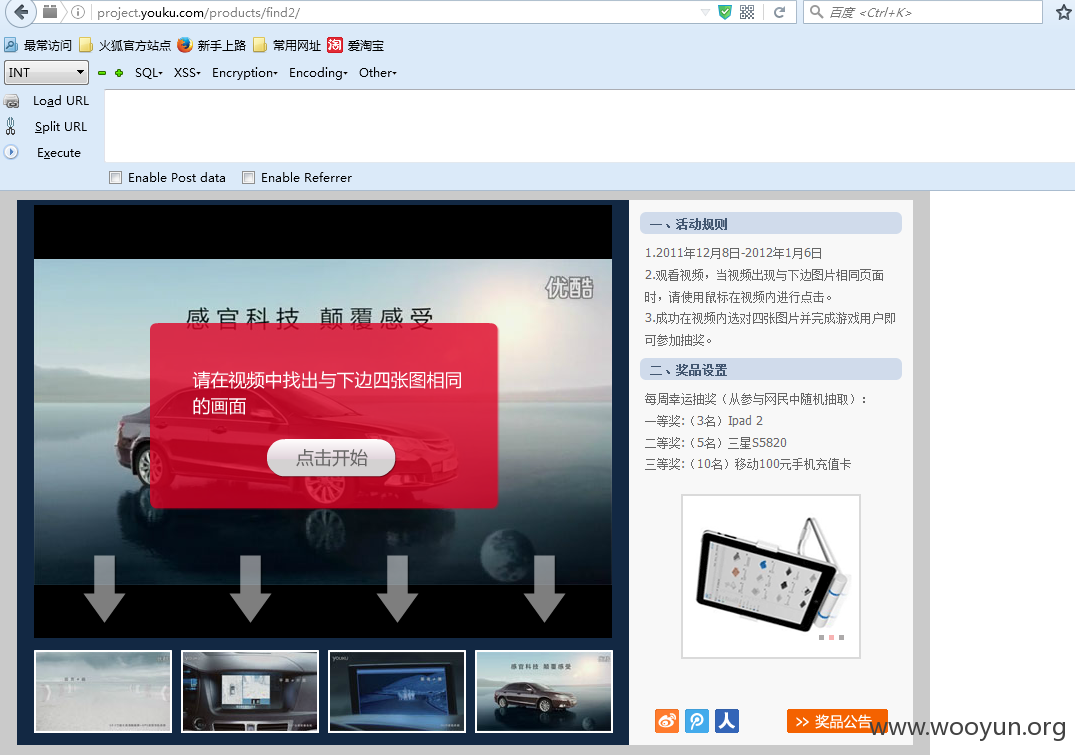 project.youku.com/products/find2/
百度 <Ctrl+K>
最常访问 火狐官方站点 新手上路 常用网址 淘 爱淘宝
INT SQL XSS Encryption Encoding Other
Load URL
Split URL
Execute
Enable Post data Enable Referrer
优酷
感官科技 颠覆感受
请在视频中找出与下边四张图相同
的画面
点击开始
感官科技 颠覆感受
一、活动规则
1.2011年12月8日-2012年1月6日
2.观看视频，当视频出现与下边图片相同页面
时，请使用鼠标在视频内进行点击。
3.成功在视频内选对四张图片并完成游戏用户即
可参加抽奖。
二、奖品设置
每周幸运抽奖（从参与网民中随机抽取）：
一等奖:（3名）Ipad 2
二等奖:（5名）三星S5820
三等奖:（10名）移动100元手机充值卡
>> 奖品公告
www.wooyun.org